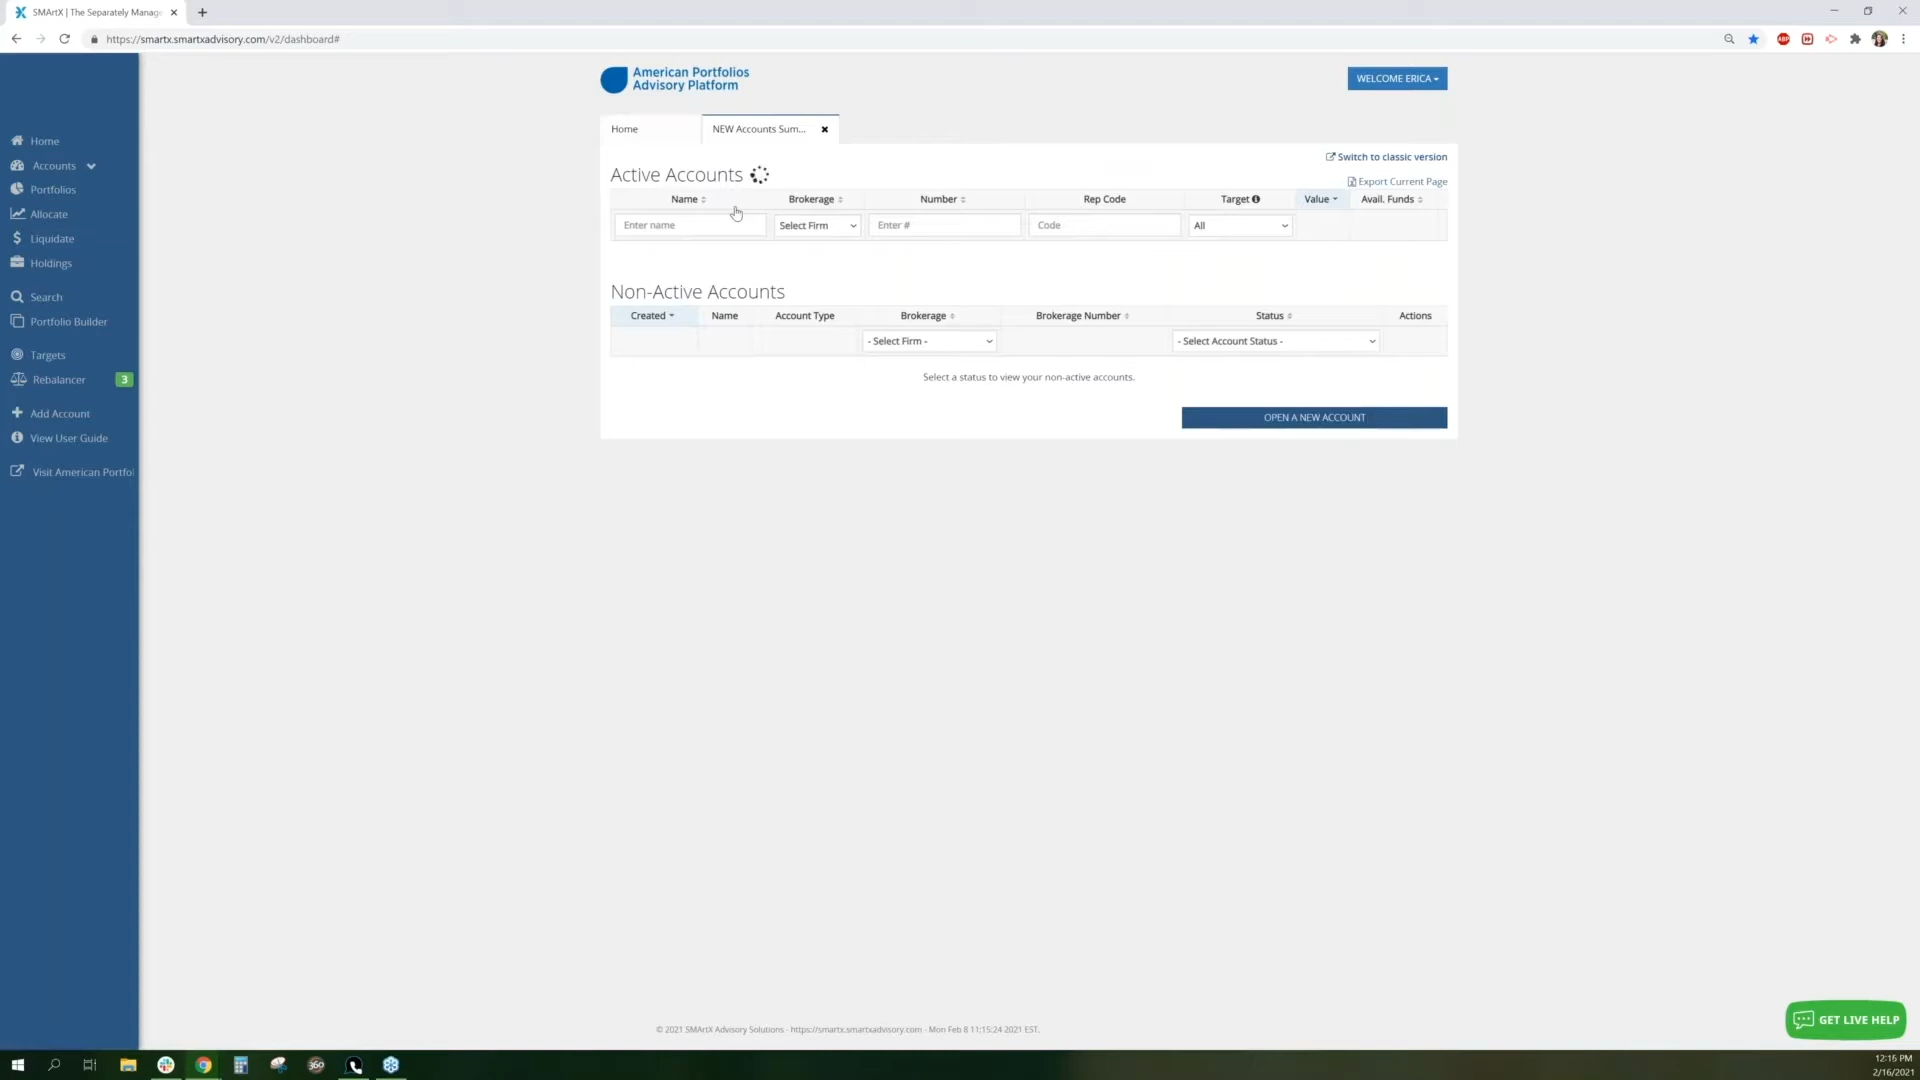 SMArtX | The Separately Manage
https://smartx.smartxadvisory.com/v2/dashboard#
ABP
American Portfolios
Advisory Platform
WELCOME ERICA
Home
Accounts
Portfolios
Allocate
Liquidate
Holdings
Search
Portfolio Builder
Targets
Rebalancer 3
Add Account
View User Guide
Visit American Portfol
Home
NEW Accounts Sum...
Switch to classic version
Active Accounts
Export Current Page
Name Brokerage Number Rep Code Target Value Avail. Funds
Enter name Select Firm Enter # Code All
Non-Active Accounts
Created Name Account Type Brokerage Brokerage Number Status Actions
- Select Firm - - Select Account Status -
Select a status to view your non-active accounts.
OPEN A NEW ACCOUNT
© 2021 SMArtX Advisory Solutions - https://smartx.smartxadvisory.com - Mon Feb 8 11:15:24 2021 EST.
GET LIVE HELP
360
12:15 PM
2/16/2021